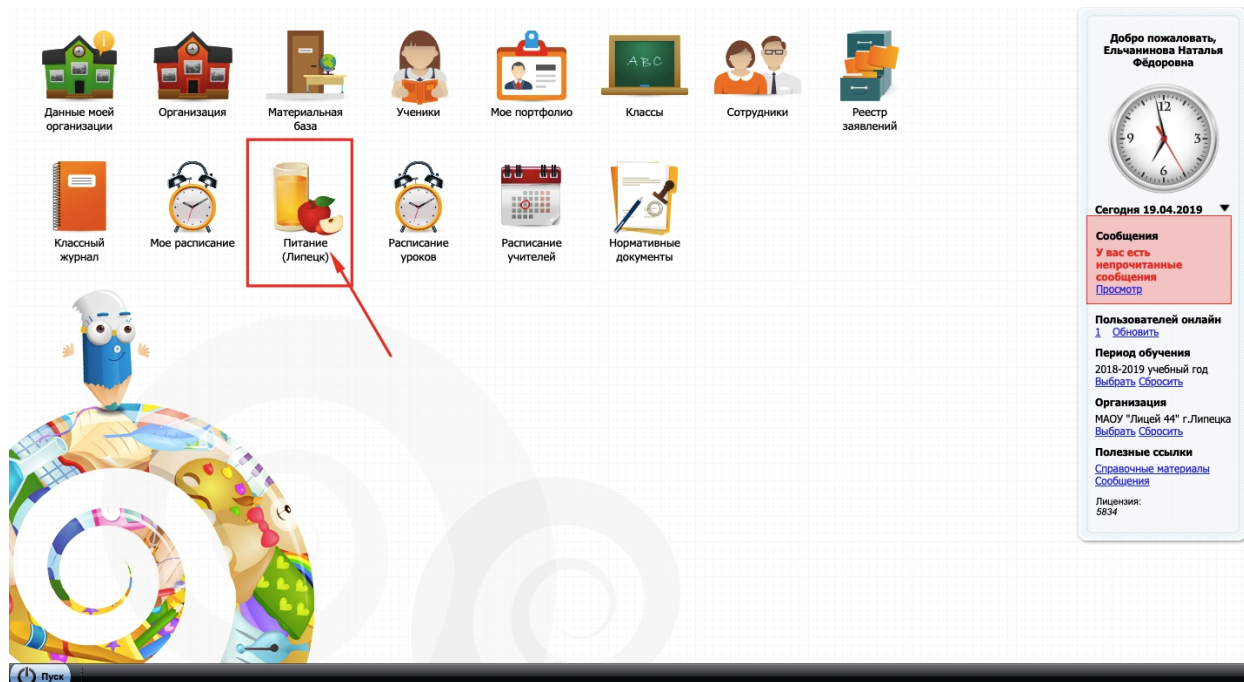 Данные моей
организации
Организация
Материальная
база
Ученики
Мое портфолио
ABC
Классы
Сотрудники
Реестр
заявлений
Классный
журнал
Мое расписание
Питание
(Липецк)
Расписание
уроков
Расписание
учителей
Нормативные
документы
Добро пожаловать,
Ельчанинова Наталья
Фёдоровна
12
9
3
6
Сегодня 19.04.2019
Сообщения
У вас есть
непрочитанные
сообщения
Просмотр
Пользователей онлайн
1 Обновить
Период обучения
2018-2019 учебный год
Выбрать Сбросить
Организация
МАОУ "Лицей 44" г.Липецка
Выбрать Сбросить
Полезные ссылки
Справочные материалы
Сообщения
Лицензия:
5834
Пуск